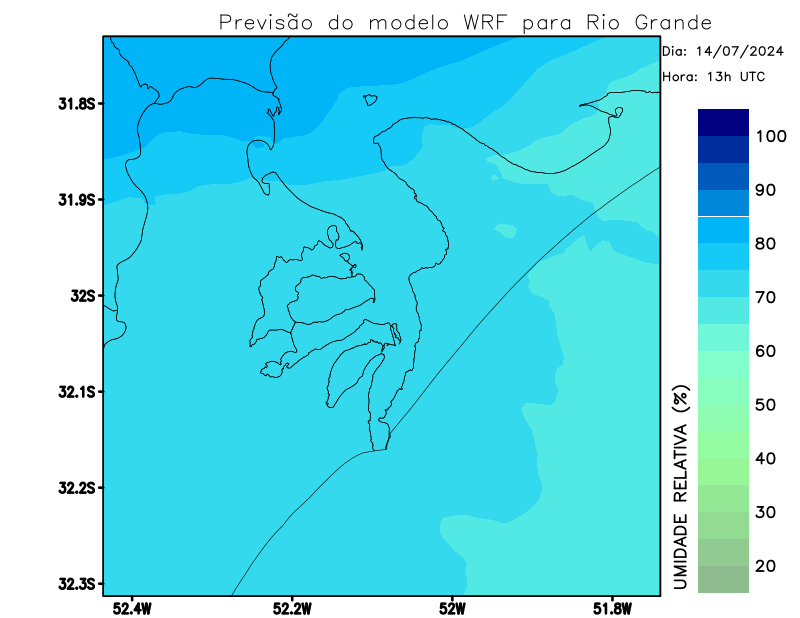 Previsão do modelo WRF para Rio Grande
Dia: 14/07/2024
Hora: 13h UTC
31.8S
31.9S
32S
32.1S
32.2S
32.3S
52.4W
52.2W
52W
51.8W
100
90
80
70
60
50
40
30
20
UMIDADE RELATIVA (%)